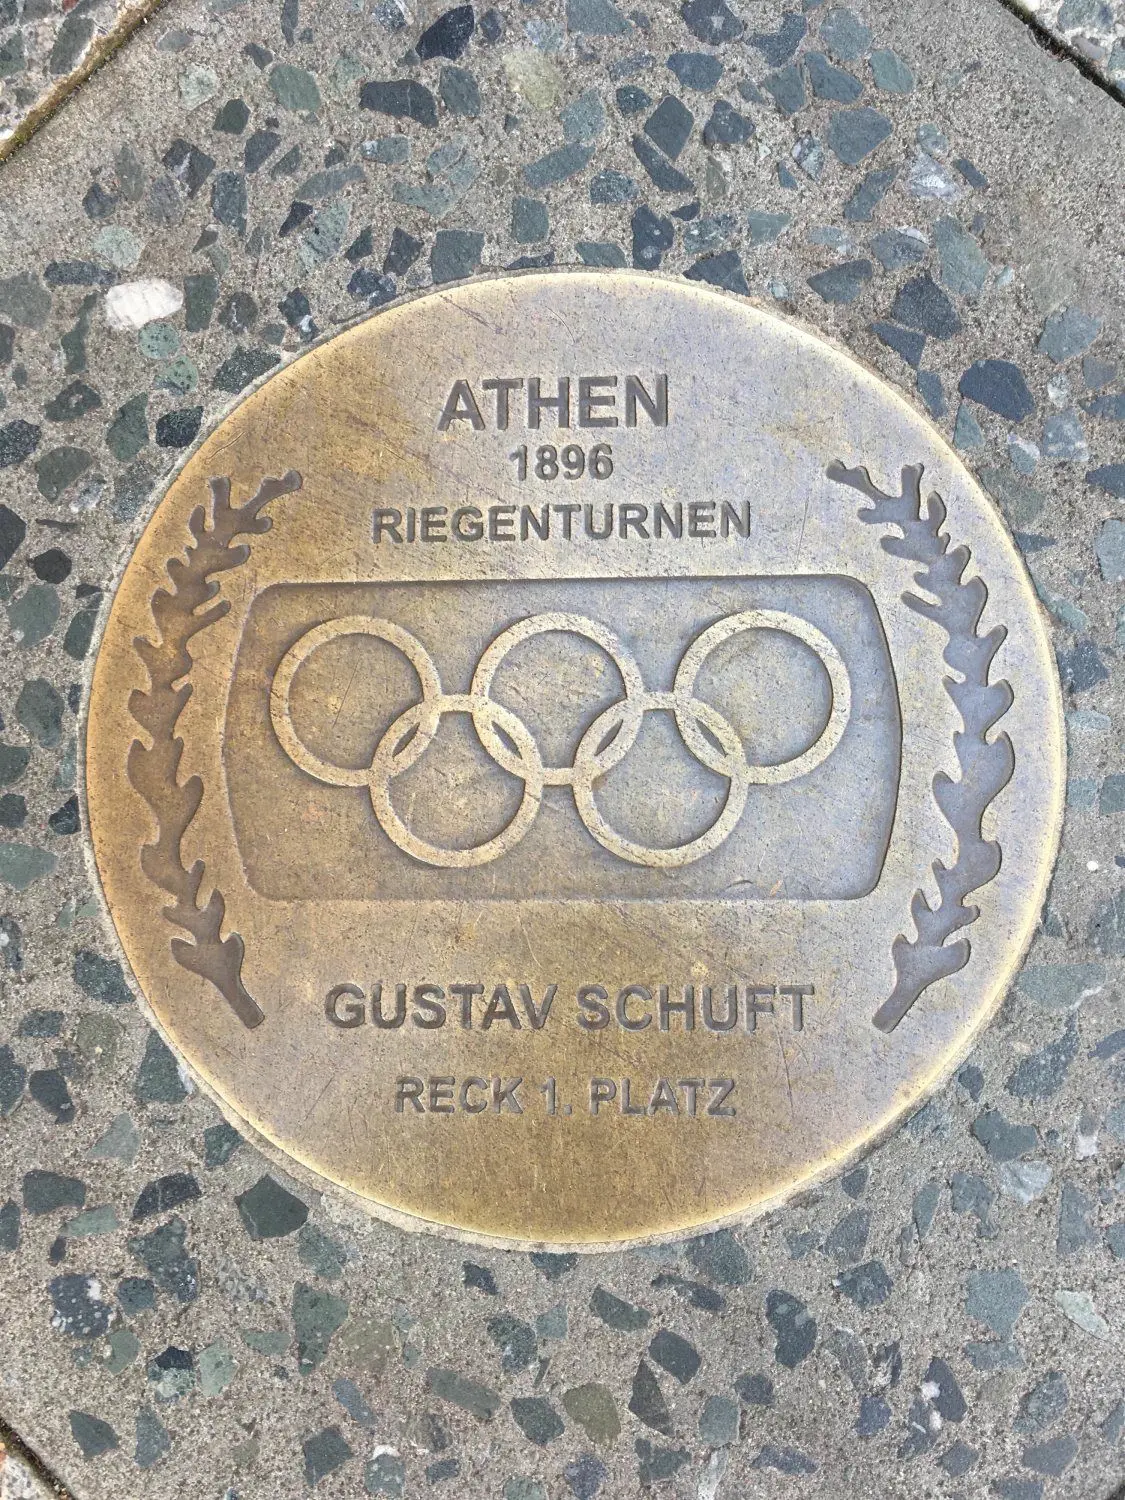 ATHEN
1896
RIEGENTURNEN
GUSTAV SCHUFT
RECK 1. PLATZ